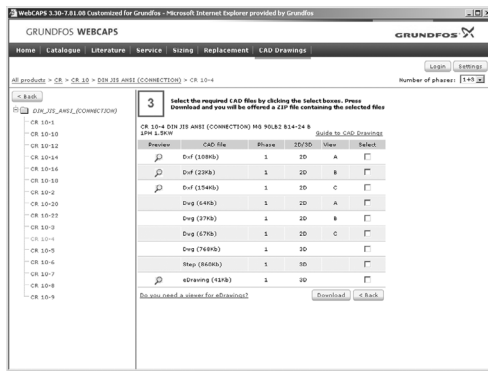 WebCAPS 3.30-7.81.08 Customized for Grundfos - Microsoft Internet Explorer provided by Grundfos
GRUNDFOS WEBCAPS
GRUNDFOS
Home Catalogue Literature Service Sizing Replacement CAD Drawings
Login Settings
All products > CR > CR 10 > DIN JIS ANSI (CONNECTION) > CR 10-4
Number of phases: 1+3
< Back
DIN_JIS_ANSI_(CONNECTION)
CR 10-1
CR 10-10
CR 10-12
CR 10-14
CR 10-16
CR 10-18
CR 10-2
CR 10-20
CR 10-22
CR 10-3
CR 10-4
CR 10-5
CR 10-6
CR 10-7
CR 10-8
CR 10-9
3
Select the required CAD files by clicking the Select boxes. Press
Download and you will be offered a ZIP file containing the selected files
CR 10-4 DIN JIS ANSI (CONNECTION) MG 90LB2 B14-24 B
1PH 1.5KW
Guide to CAD Drawings
Preview CAD file Phase 2D/3D View Select
Dxf (108Kb) 1 2D A
Dxf (23Kb) 1 2D B
Dxf (154Kb) 1 2D C
Dwg (64Kb) 1 2D A
Dwg (37Kb) 1 2D B
Dwg (67Kb) 1 2D C
Dwg (768Kb) 1 3D
Step (860Kb) 1 3D
eDrawing (41Kb) 1 3D
Do you need a viewer for eDrawings?
Download < Back